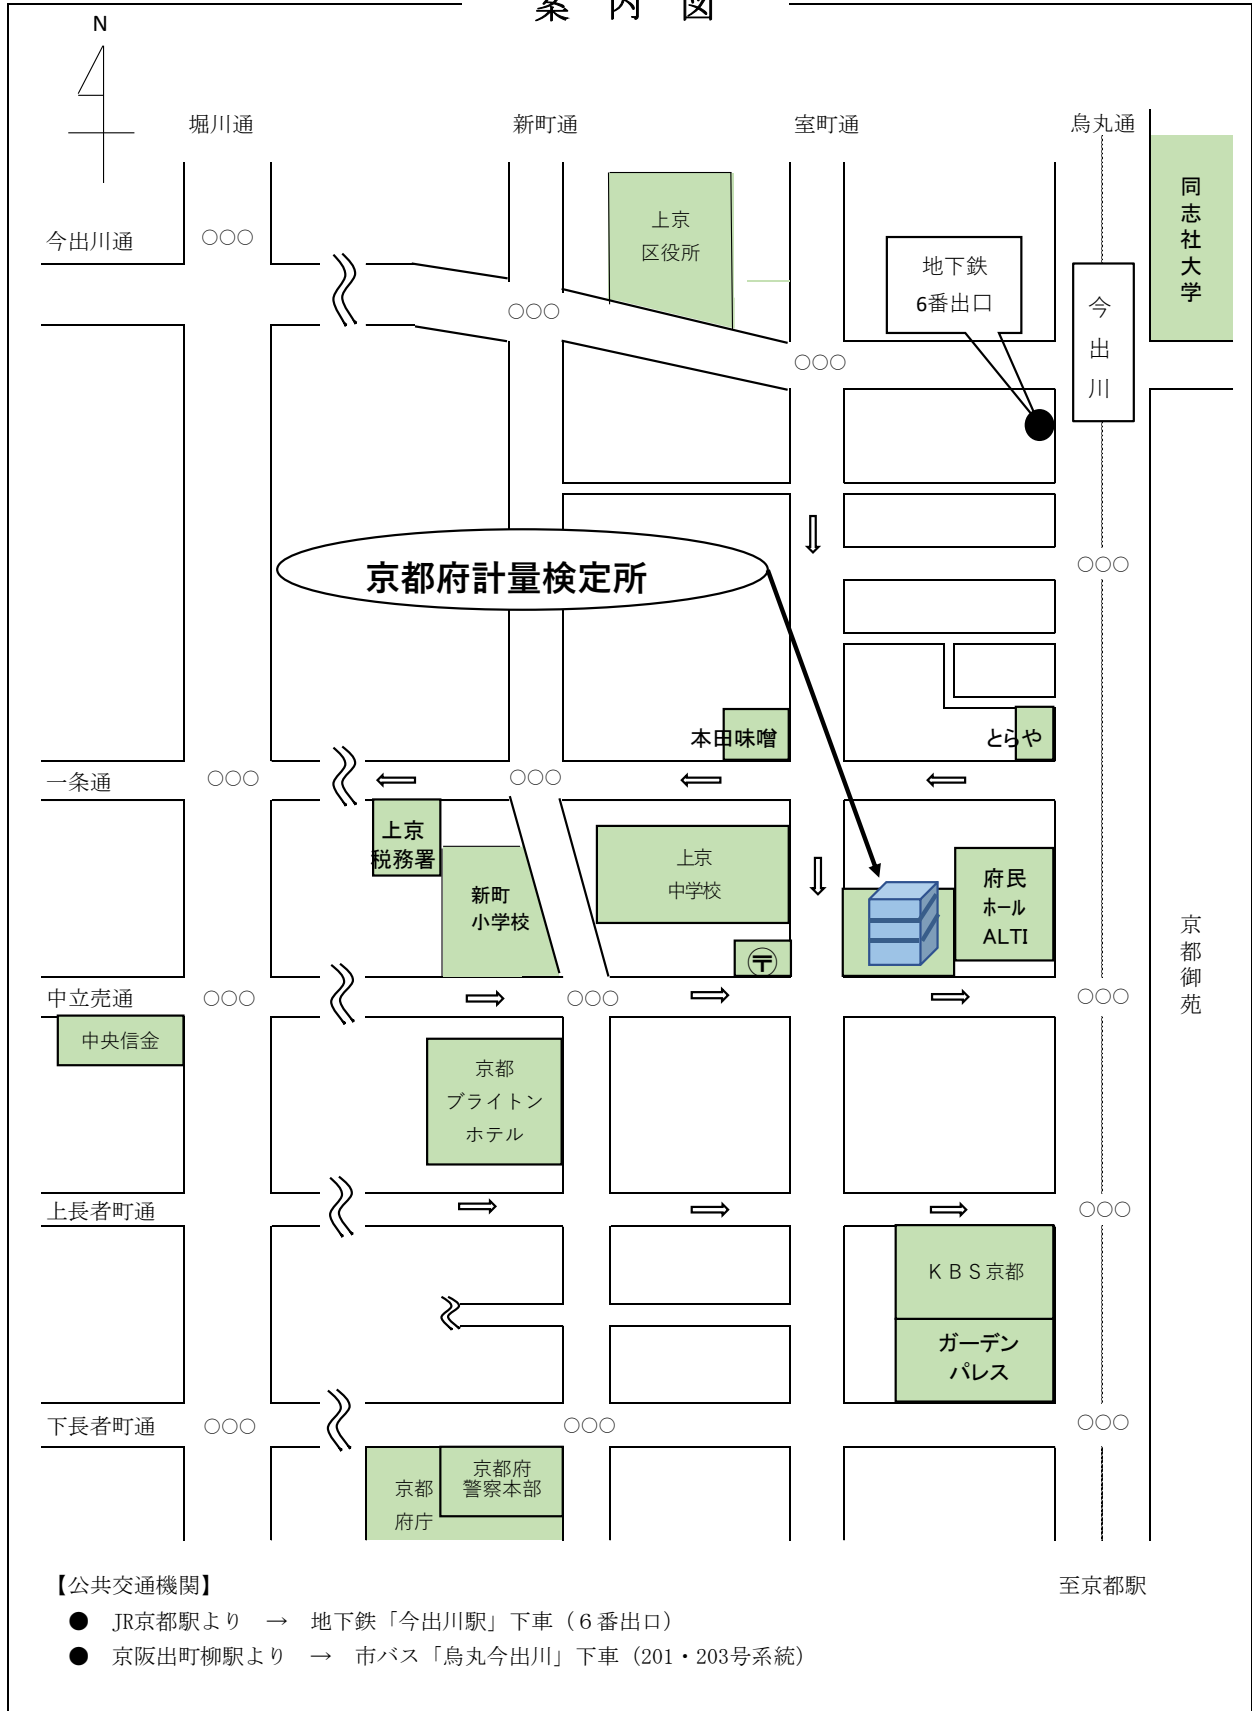 案 内 図
N
堀川通
新町通
室町通
烏丸通
同志社大学
上京
区役所
今出川通
○○○
地下鉄
6番出口
今出川
○○○
○○○
○○○
京都府計量検定所
本田味噌
とらや
一条通
○○○
○○○
上京
税務署
上京
中学校
新町
小学校
府民
ホール
ALTI
〒
京都御苑
中立売通
○○○
○○○
○○○
中央信金
京都
ブライトン
ホテル
上長者町通
○○○
KBS京都
ガーデン
パレス
下長者町通
○○○
○○○
○○○
京都府
警察本部
京都
府庁
【公共交通機関】
至京都駅
● JR京都駅より → 地下鉄「今出川駅」下車（６番出口）
● 京阪出町柳駅より → 市バス「烏丸今出川」下車（201・203号系統）